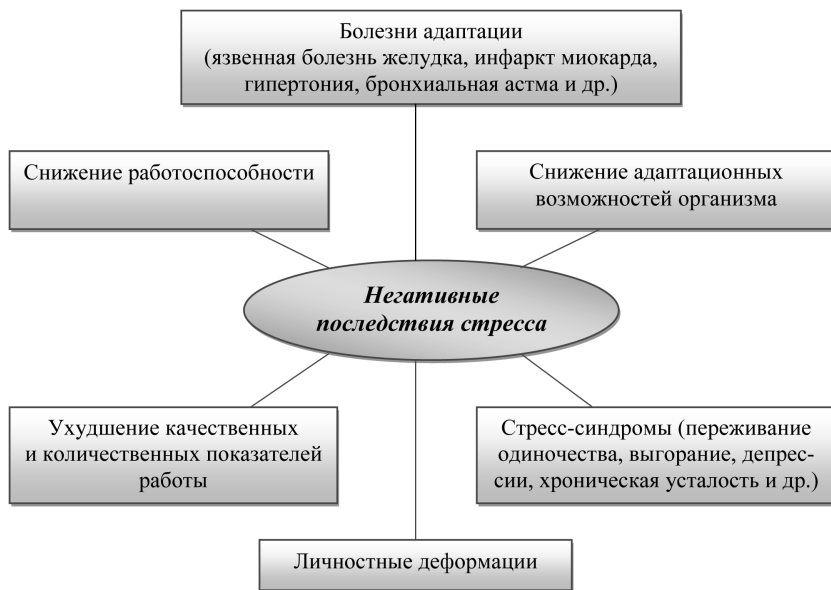 Болезни адаптации
(язвенная болезнь желудка, инфаркт миокарда,
гипертония, бронхиальная астма и др.)
Снижение работоспособности
Снижение адаптационных
возможностей организма
Негативные
последствия стресса
Ухудшение качественных
и количественных показателей
работы
Стресс-синдромы (переживание
одиночества, выгорание, депрес-
сии, хроническая усталость и др.)
Личностные деформации